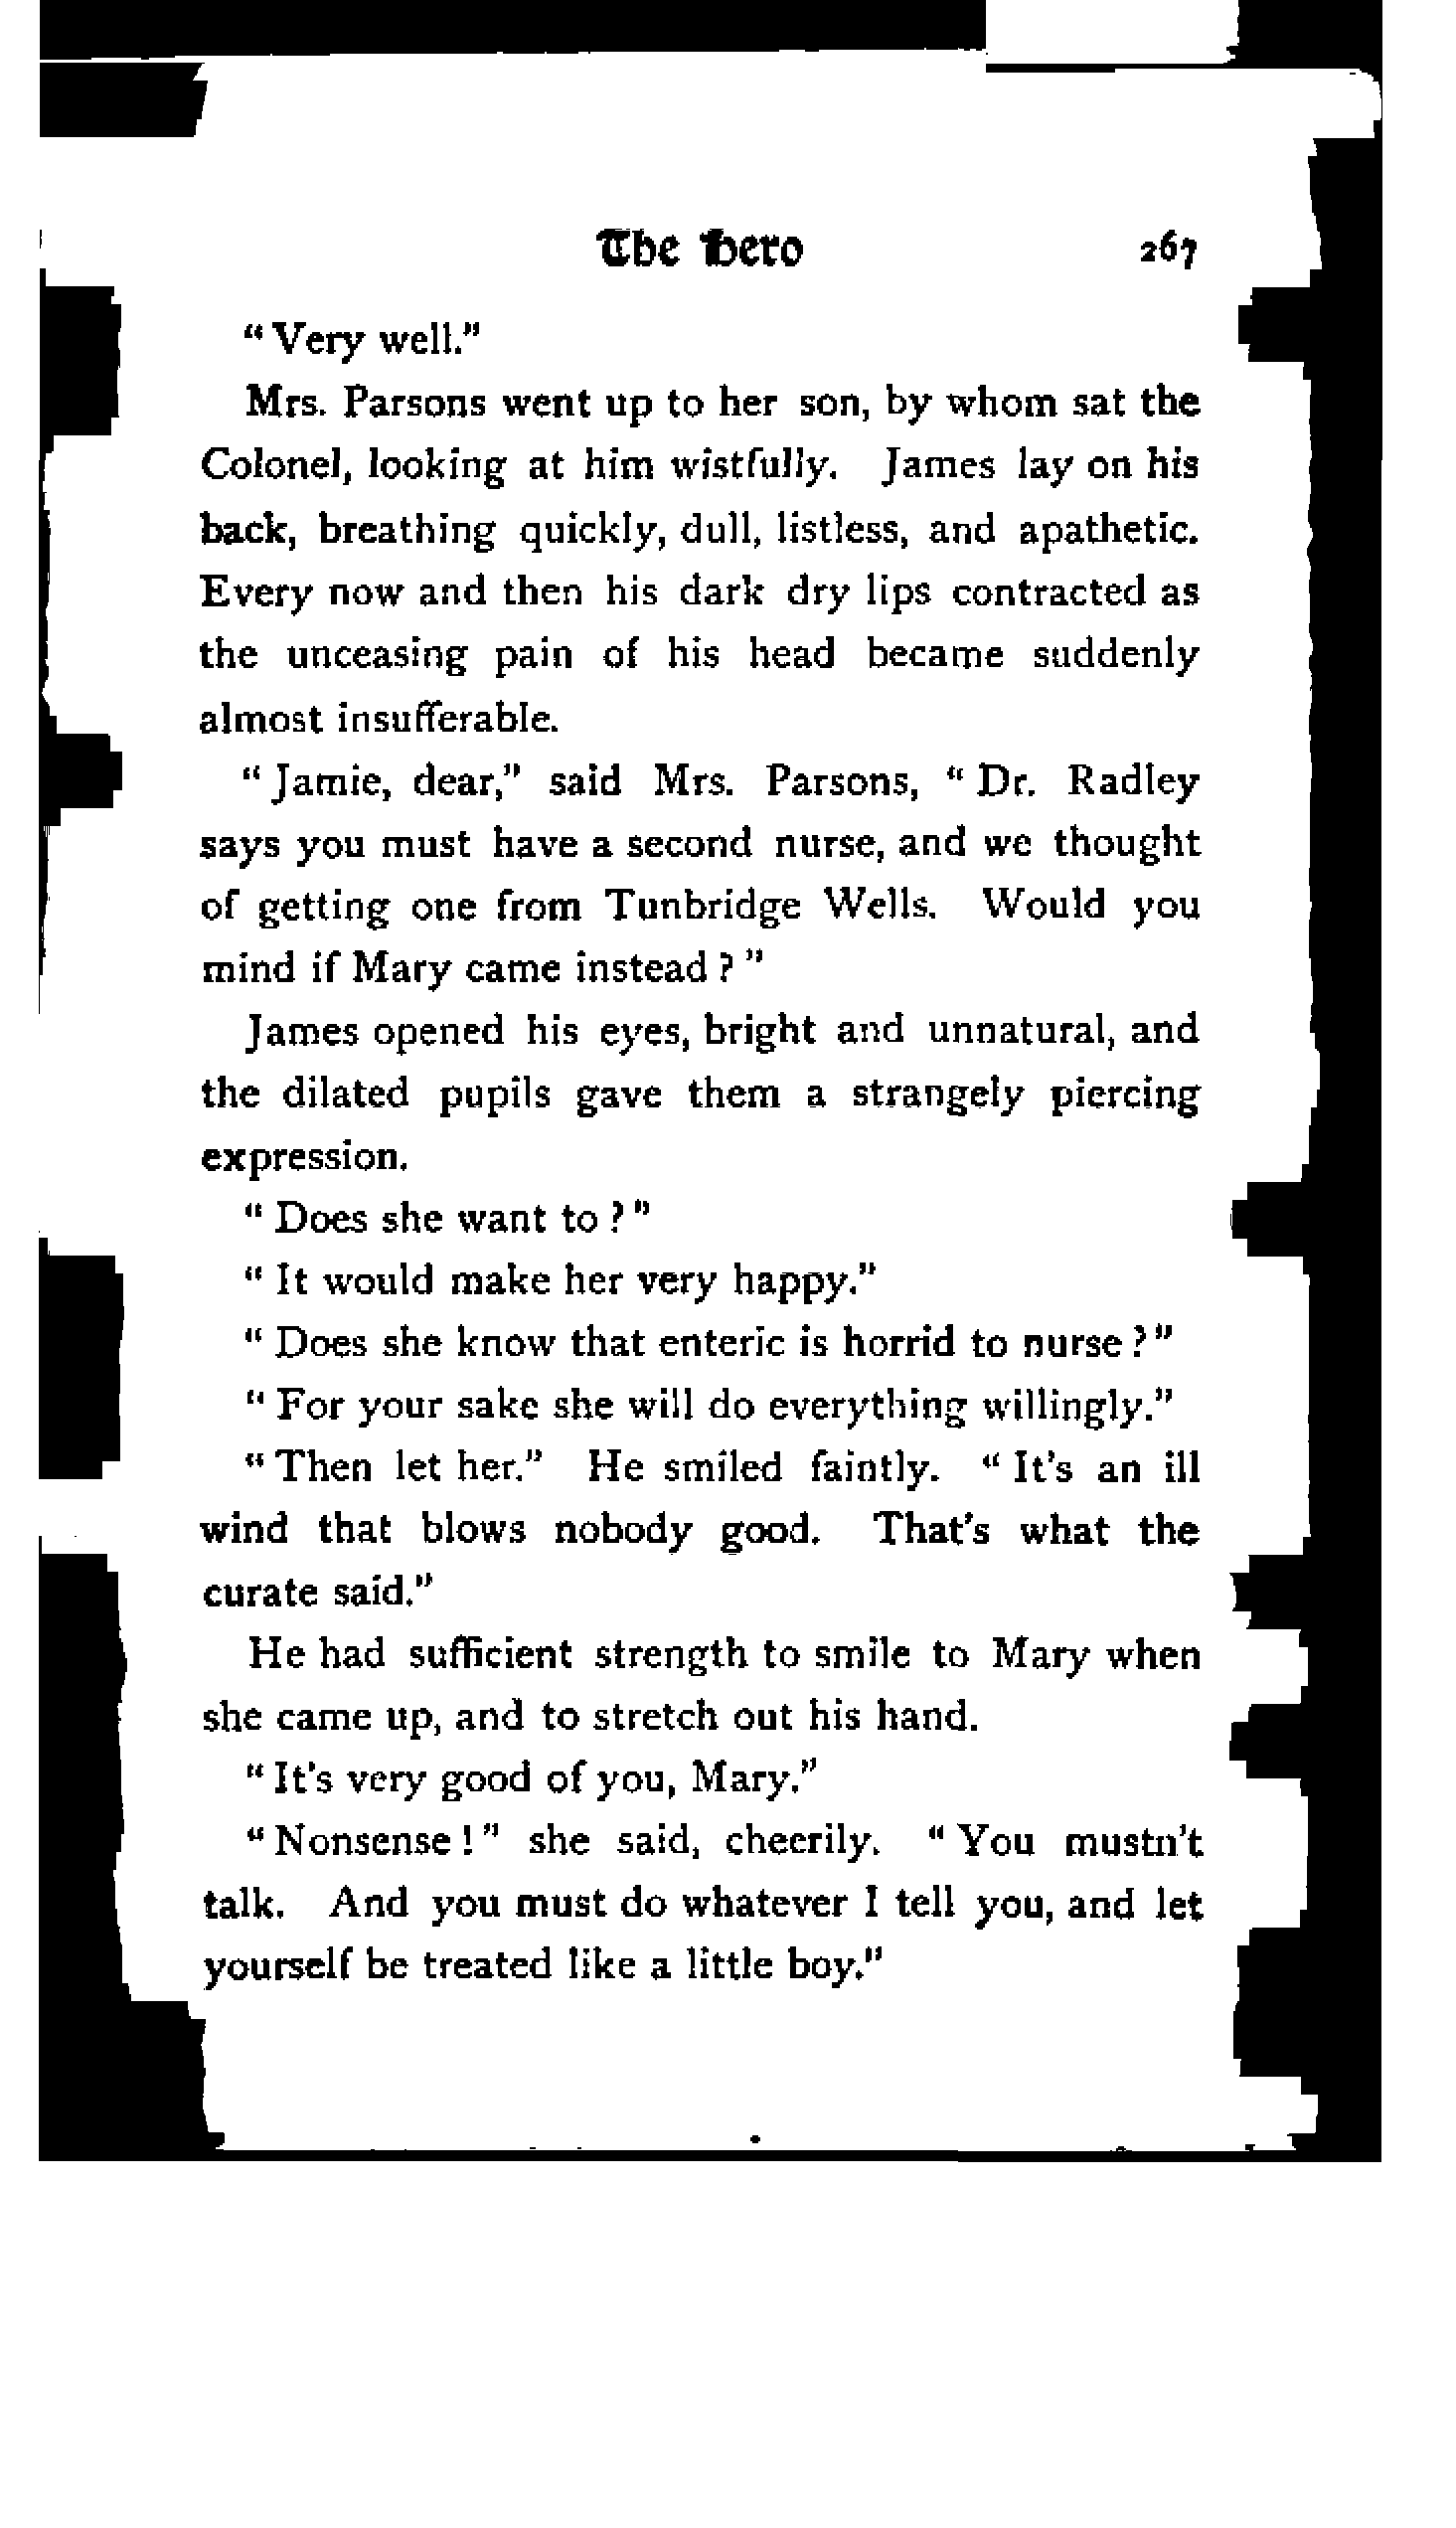 The Hero 267
"Very well."
Mrs. Parsons went up to her son, by whom sat the
Colonel, looking at him wistfully. James lay on his
back, breathing quickly, dull, listless, and apathetic.
Every now and then his dark dry lips contracted as
the unceasing pain of his head became suddenly
almost insufferable.
"Jamie, dear," said Mrs. Parsons, "Dr. Radley
says you must have a second nurse, and we thought
of getting one from Tunbridge Wells. Would you
mind if Mary came instead?"
James opened his eyes, bright and unnatural, and
the dilated pupils gave them a strangely piercing
expression.
"Does she want to?"
"It would make her very happy."
"Does she know that enteric is horrid to nurse?"
"For your sake she will do everything willingly."
"Then let her." He smiled faintly. "It's an ill
wind that blows nobody good. That's what the
curate said."
He had sufficient strength to smile to Mary when
she came up, and to stretch out his hand.
"It's very good of you, Mary."
"Nonsense!" she said, cheerily. "You mustn't
talk. And you must do whatever I tell you, and let
yourself be treated like a little boy."